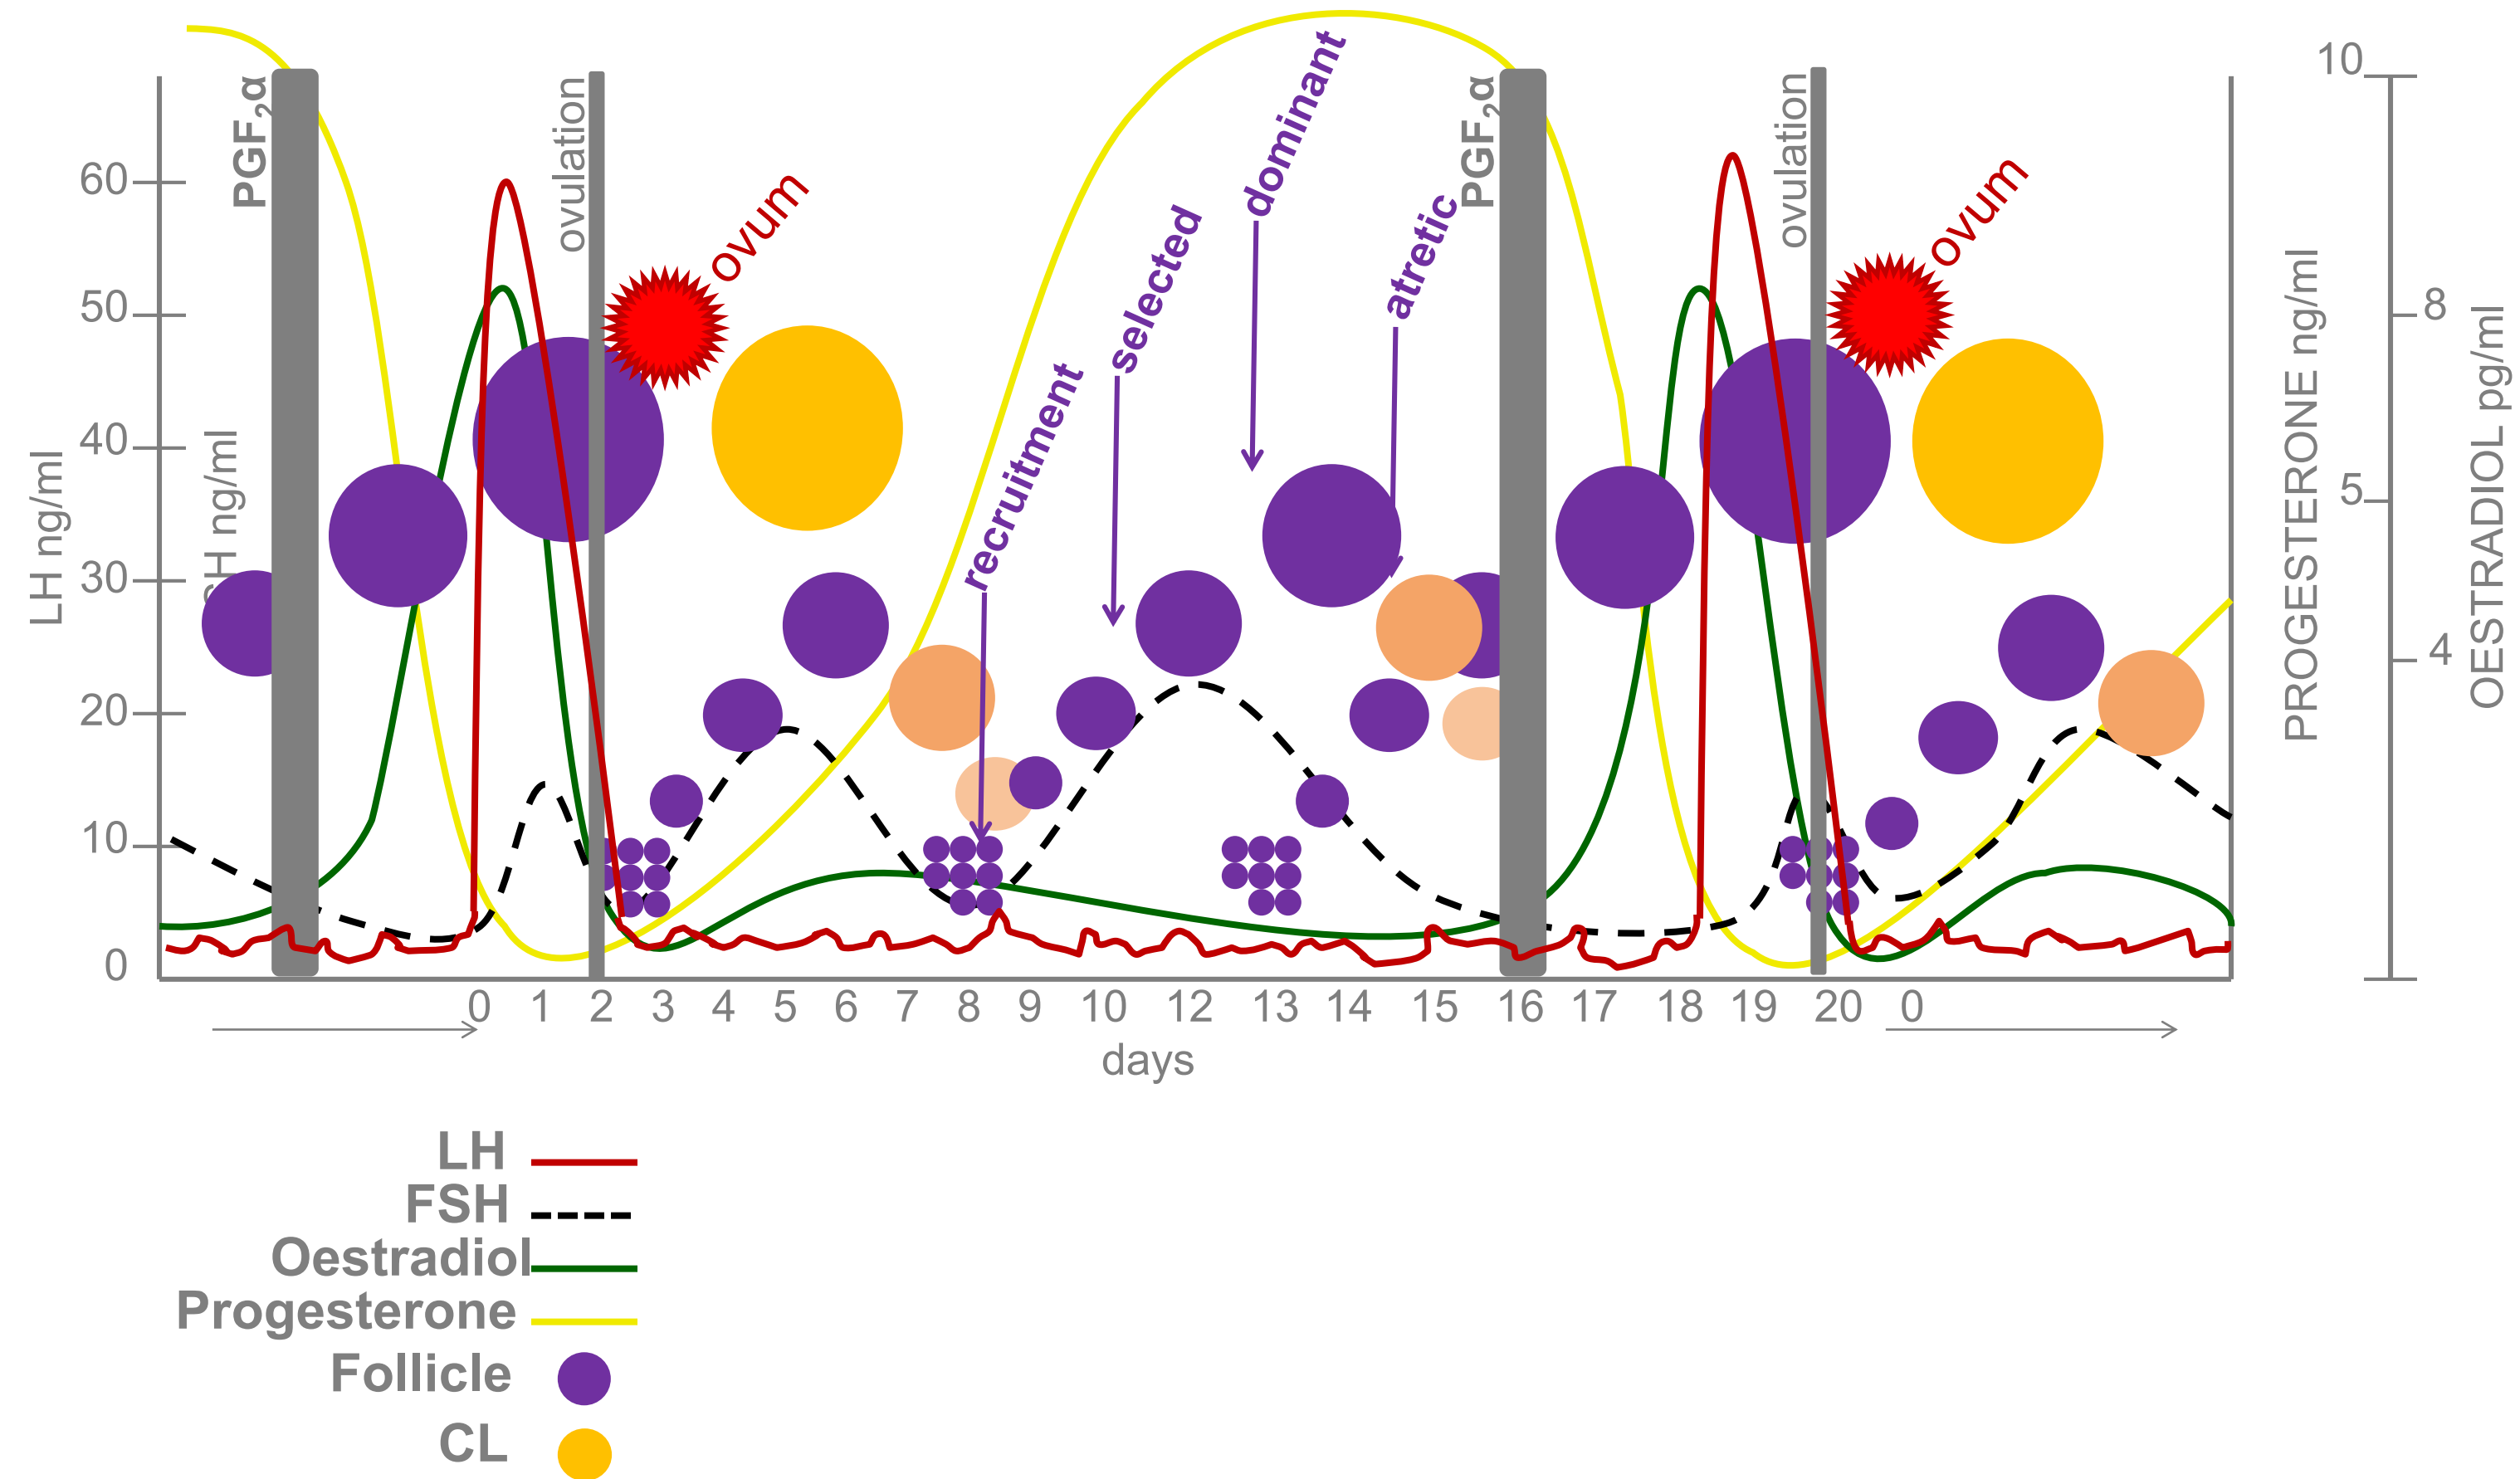 10
PGF2α
ovulation
dominant
PGF2α
ovulation
60
ovum
selected
atretic
ovum
50
8
LH ng/ml
40
recruitment
PROGESTERONE ng/ml
OESTRADIOL pg/ml
5
30
4
20
10
0
0 1 2 3 4 5 6 7 8 9 10 12 13 14 15 16 17 18 19 20 0
days
LH
FSH
Oestradiol
Progesterone
Follicle
CL